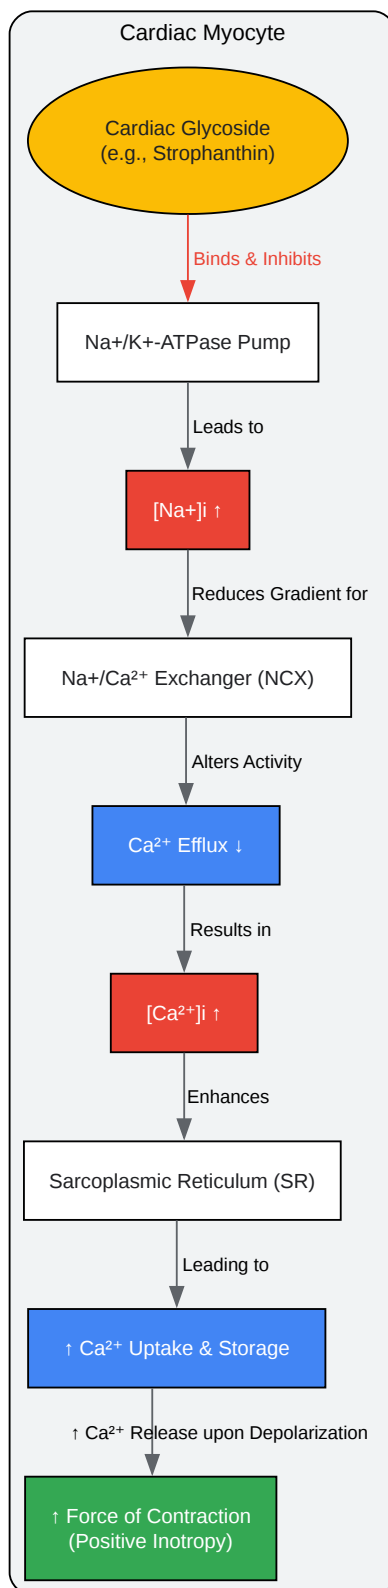 Cardiac Myocyte
Cardiac Glycoside
(e.g., Strophanthin)
Binds & Inhibits
Na+/K+-ATPase Pump
Leads to
[Na+]i ↑
Reduces Gradient for
Na+/Ca²⁺ Exchanger (NCX)
Alters Activity
Ca²⁺ Efflux ↓
Results in
[Ca²⁺]i ↑
Enhances
Sarcoplasmic Reticulum (SR)
Leading to
↑ Ca²⁺ Uptake & Storage
↑ Ca²⁺ Release upon Depolarization
↑ Force of Contraction
(Positive Inotropy)